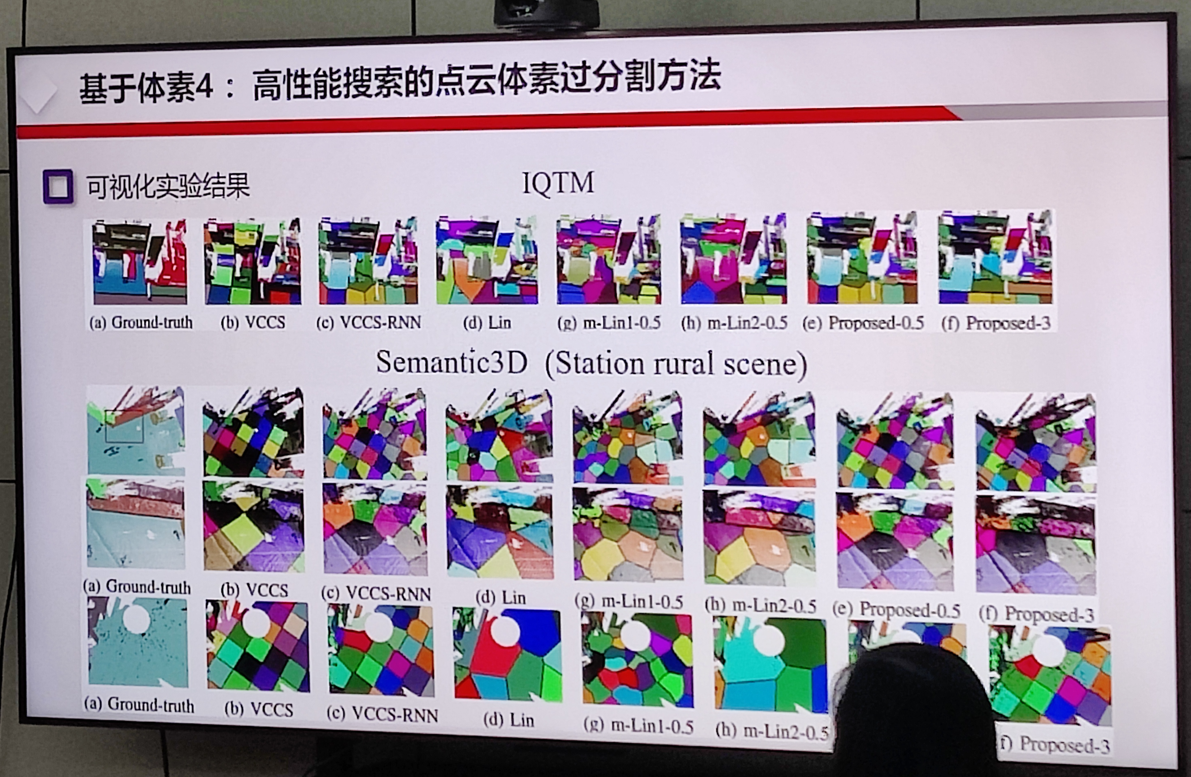 基于体素4：高性能搜索的点云体素过分割方法
可视化实验结果
IQTM
(a) Ground-truth (b) VCCS (c) VCCS-RNN (d) Lin (g) m-Lin1-0.5 (h) m-Lin2-0.5 (e) Proposed-0.5 (f) Proposed-3
Semantic3D (Station rural scene)
(a) Ground-truth (b) VCCS (c) VCCS-RNN (d) Lin (g) m-Lin1-0.5 (h) m-Lin2-0.5 (e) Proposed-0.5 (f) Proposed-3
(a) Ground-truth (b) VCCS (c) VCCS-RNN (d) Lin (g) m-Lin1-0.5 (h) m-Lin2-0.5 f) Proposed-3